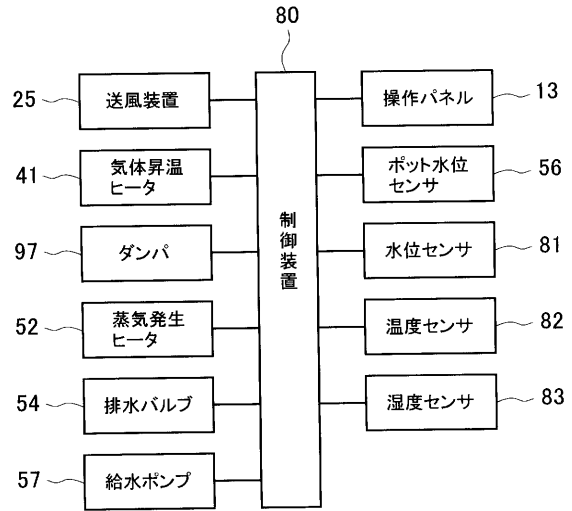 80
25
送風装置
操作パネル
13
41
気体昇温
ヒータ
ポット水位
センサ
56
97
ダンパ
制御装置
水位センサ
81
52
蒸気発生
ヒータ
温度センサ
82
54
排水バルブ
湿度センサ
83
57
給水ポンプ